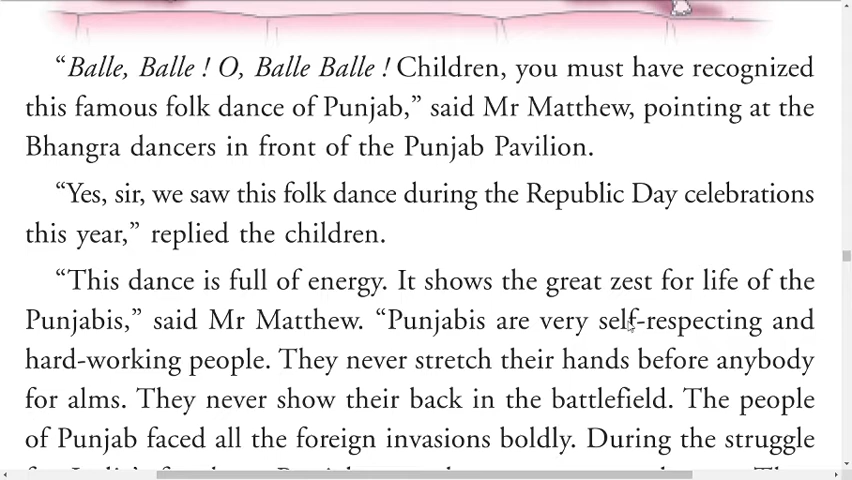 “Balle, Balle ! O, Balle Balle ! Children, you must have recognized
this famous folk dance of Punjab,” said Mr Matthew, pointing at the
Bhangra dancers in front of the Punjab Pavilion.
“Yes, sir, we saw this folk dance during the Republic Day celebrations
this year,” replied the children.
“This dance is full of energy. It shows the great zest for life of the
Punjabis,” said Mr Matthew. “Punjabis are very self-respecting and
hard-working people. They never stretch their hands before anybody
for alms. They never show their back in the battlefield. The people
of Punjab faced all the foreign invasions boldly. During the struggle